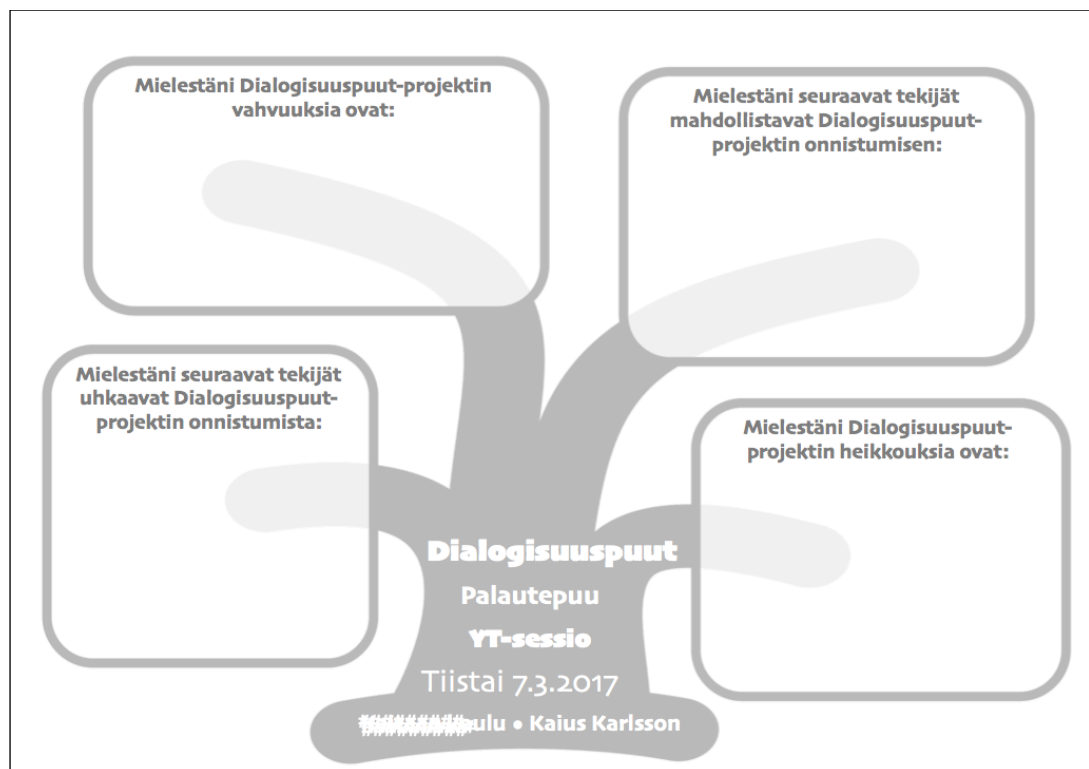 Mielestäni Dialogisuuspuut-projektin
vahvuuksia ovat:
Mielestäni seuraavat tekijät
mahdollistavat Dialogisuuspuut-
projektin onnistumisen:
Mielestäni seuraavat tekijät
uhkaavat Dialogisuuspuut-
projektin onnistumista:
Mielestäni Dialogisuuspuut-
projektin heikkouksia ovat:
Dialogisuuspuut
Palautepuu
YT-sessio
Tiistai 7.3.2017
• Kaius Karlsson